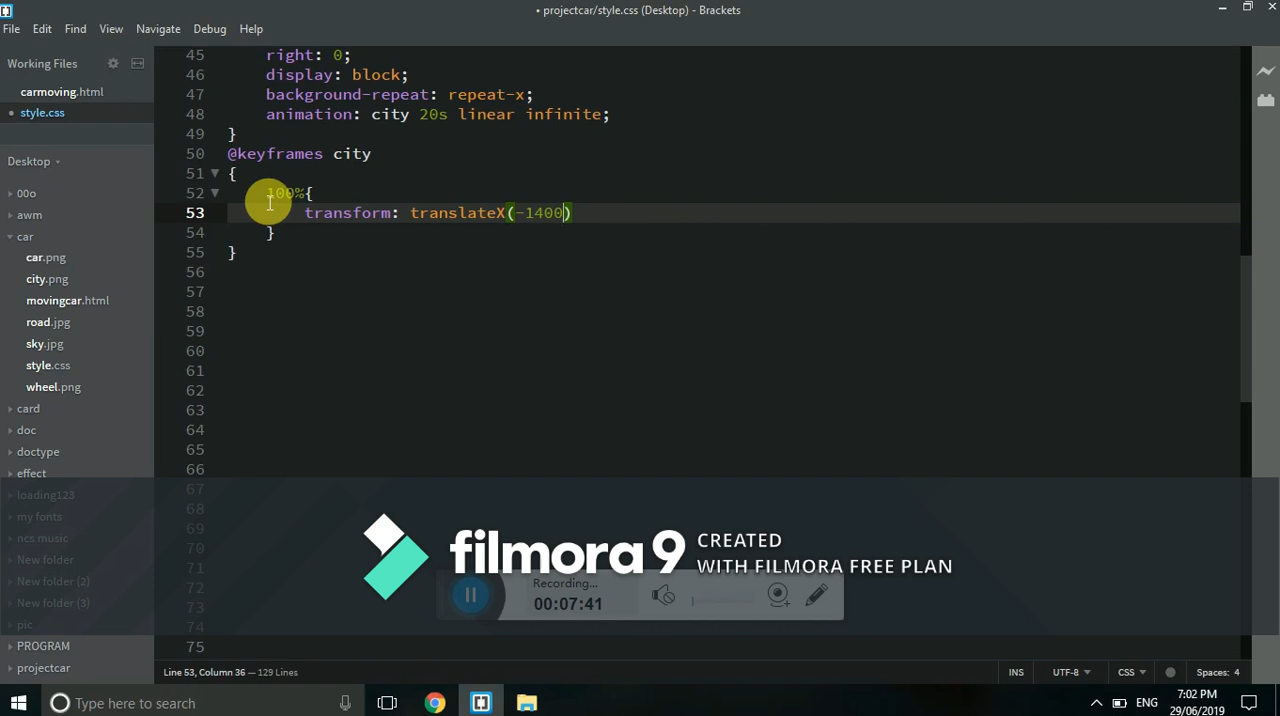 • projectcar/style.css (Desktop) - Brackets
File Edit Find View Navigate Debug Help
Working Files
carmoving.html
• style.css
Desktop
00o
awm
car
car.png
city.png
movingcar.html
road.jpg
sky.jpg
style.css
wheel.png
card
doc
doctype
effect
loading123
my fonts
ncs music
New folder
New folder (2)
New folder (3)
pic
PROGRAM
projectcar
45 right: 0;
46 display: block;
47 background-repeat: repeat-x;
48 animation: city 20s linear infinite;
49 }
50 @keyframes city
51 {
52 100%{
53 transform: translateX(-1400)
54 }
55 }
56
57
58
59
60
61
62
63
64
65
66
67
68
69
70
71
72
73
74
75
filmora 9 CREATED
WITH FILMORA FREE PLAN
Recording...
00:07:41
Line 53, Column 36 — 129 Lines
INS UTF-8 CSS Spaces: 4
Type here to search
ENG
7:02 PM
29/06/2019